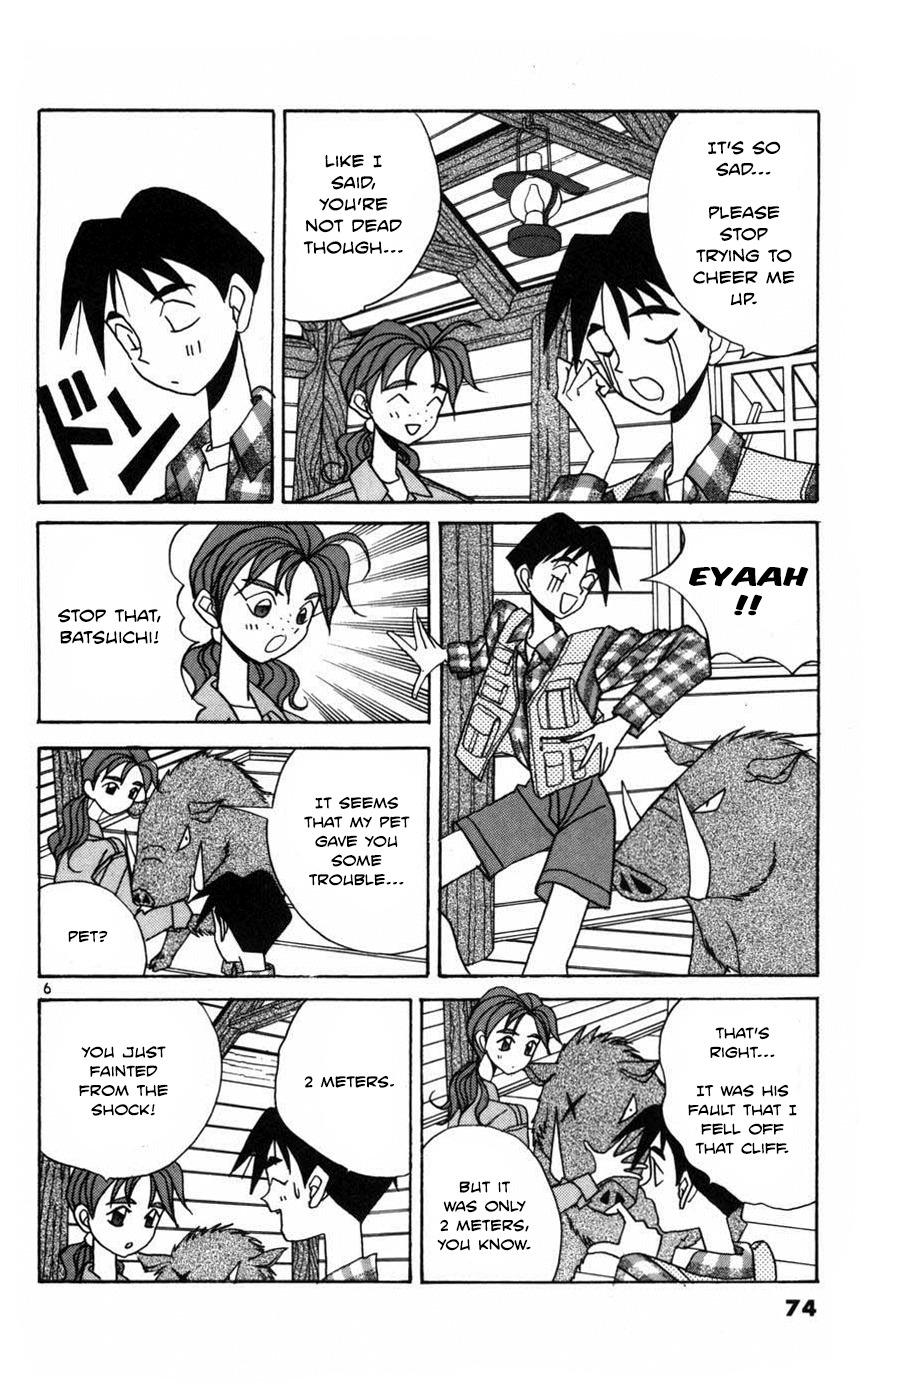 IT'S SO
SAD...
PLEASE
STOP
TRYING TO
CHEER ME
UP.
LIKE I
SAID,
YOU'RE
NOT DEAD
THOUGH...
ドン
EYAAH
!!
STOP THAT,
BATSUICHI!
IT SEEMS
THAT MY PET
GAVE YOU
SOME
TROUBLE...
PET?
6
THAT'S
RIGHT...
IT WAS HIS
FAULT THAT I
FELL OFF
THAT CLIFF.
BUT IT
WAS ONLY
2 METERS,
YOU KNOW.
2 METERS.
YOU JUST
FAINTED
FROM THE
SHOCK!
74